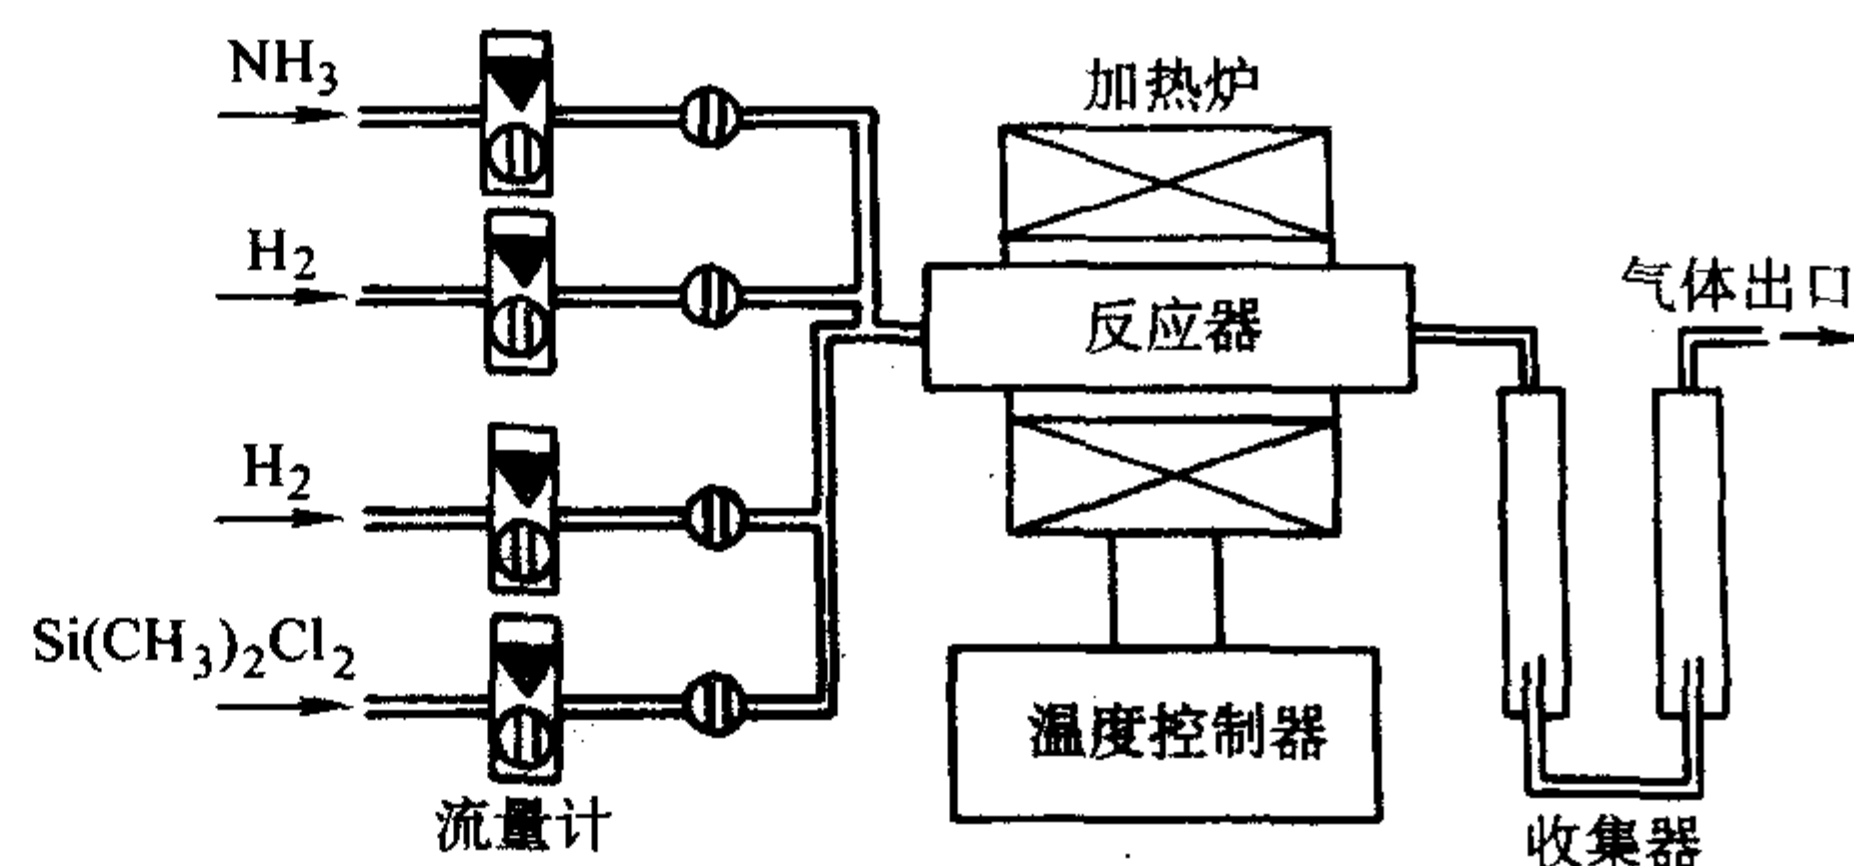 NH3
H2
H2
Si(CH3)2Cl2
流量计
加热炉
反应器
温度控制器
气体出口
收集器